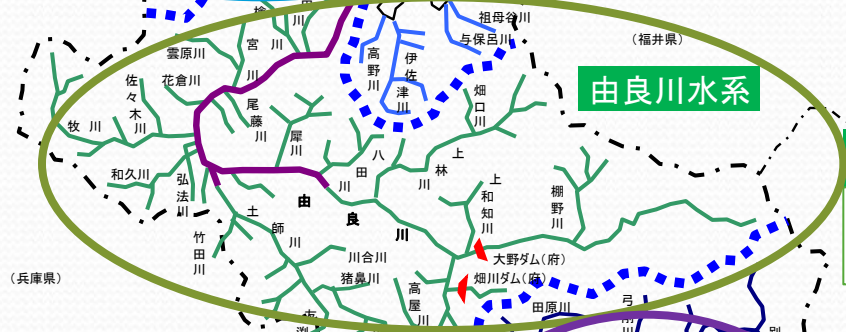 祖母谷川
与保呂川
(福井県)
宮川
雲原川
佐々木川
花倉川
高野川
伊佐津川
由良川水系
畑口川
尾藤川
犀川
牧川
八田川
上林川
和久川
弘法川
由良川
上和知川
棚野川
土師川
竹田川
川合川
猪鼻川
大野ダム(府)
畑川ダム(府)
(兵庫県)
高屋川
田原川